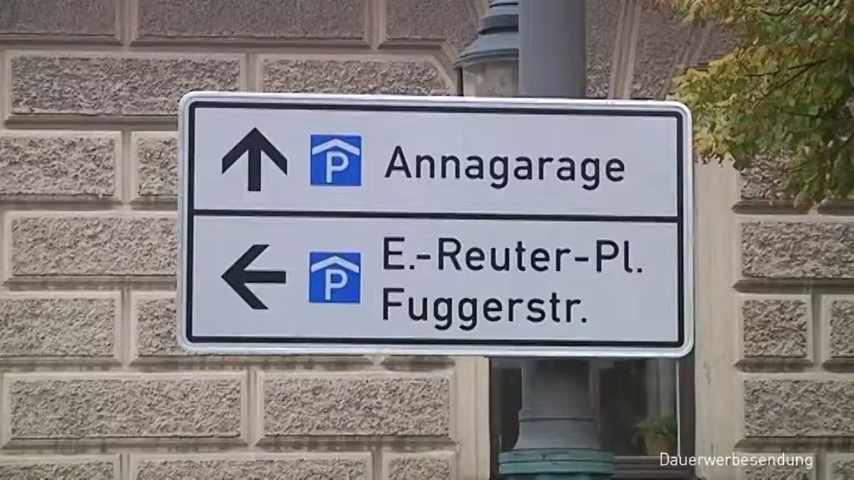 P Annagarage
P E.-Reuter-Pl.
Fuggerstr.
Dauerwerbesendung